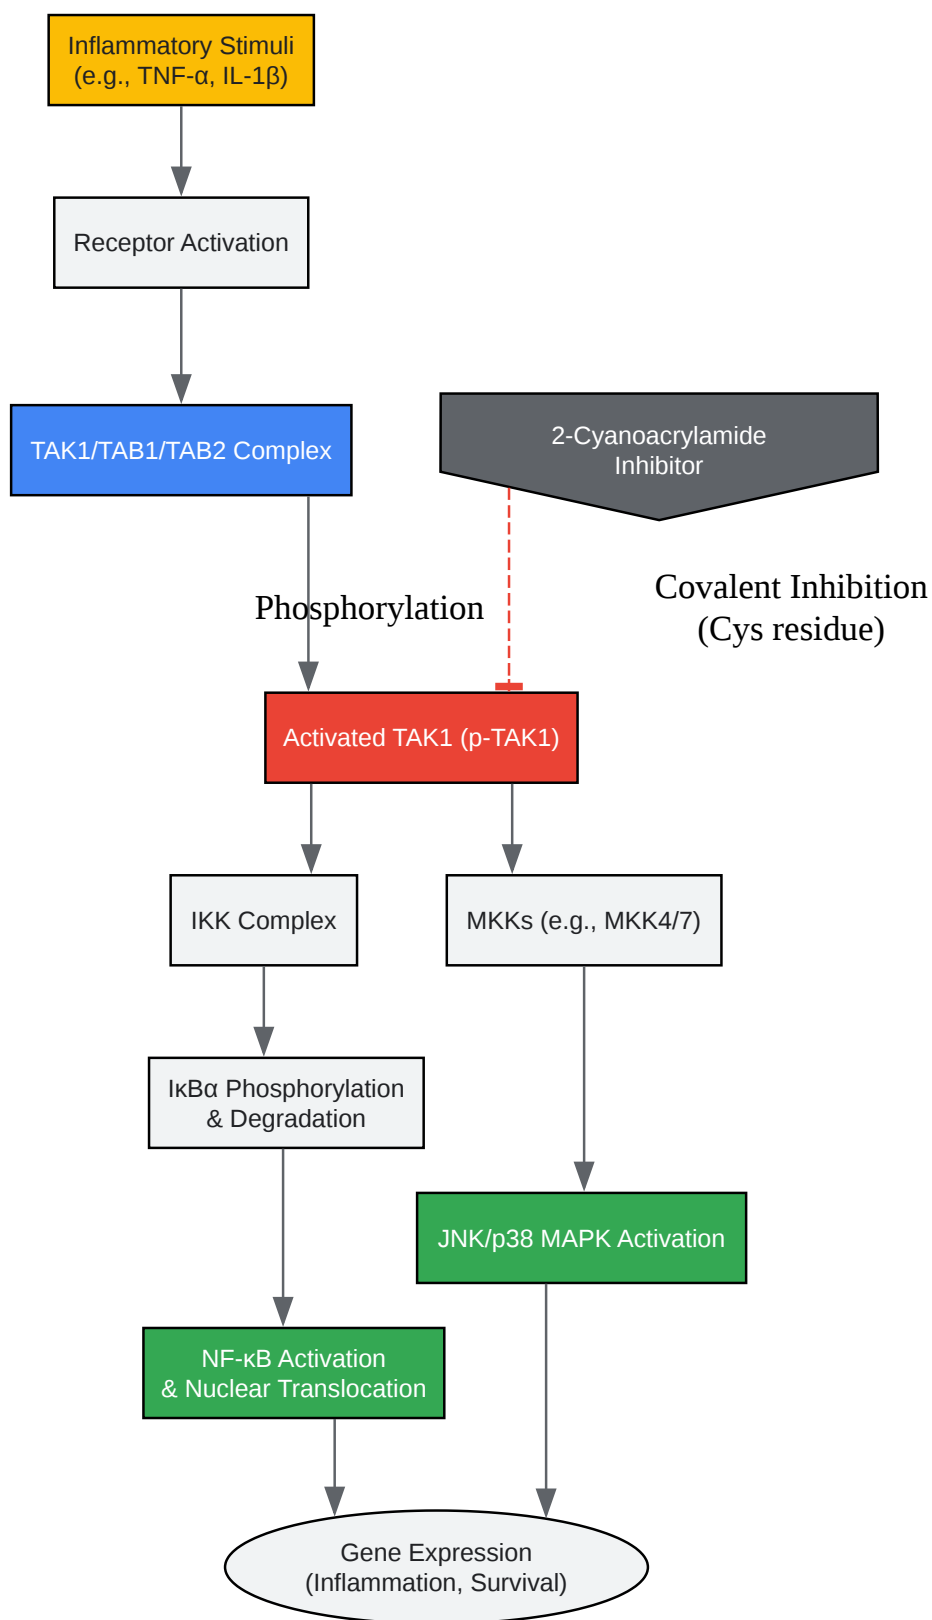 Inflammatory Stimuli
(e.g., TNF-α, IL-1β)
Receptor Activation
TAK1/TAB1/TAB2 Complex
2-Cyanoacrylamide
Inhibitor
Phosphorylation
Covalent Inhibition
(Cys residue)
Activated TAK1 (p-TAK1)
IKK Complex
MKKs (e.g., MKK4/7)
IκBα Phosphorylation
& Degradation
JNK/p38 MAPK Activation
NF-κB Activation
& Nuclear Translocation
Gene Expression
(Inflammation, Survival)